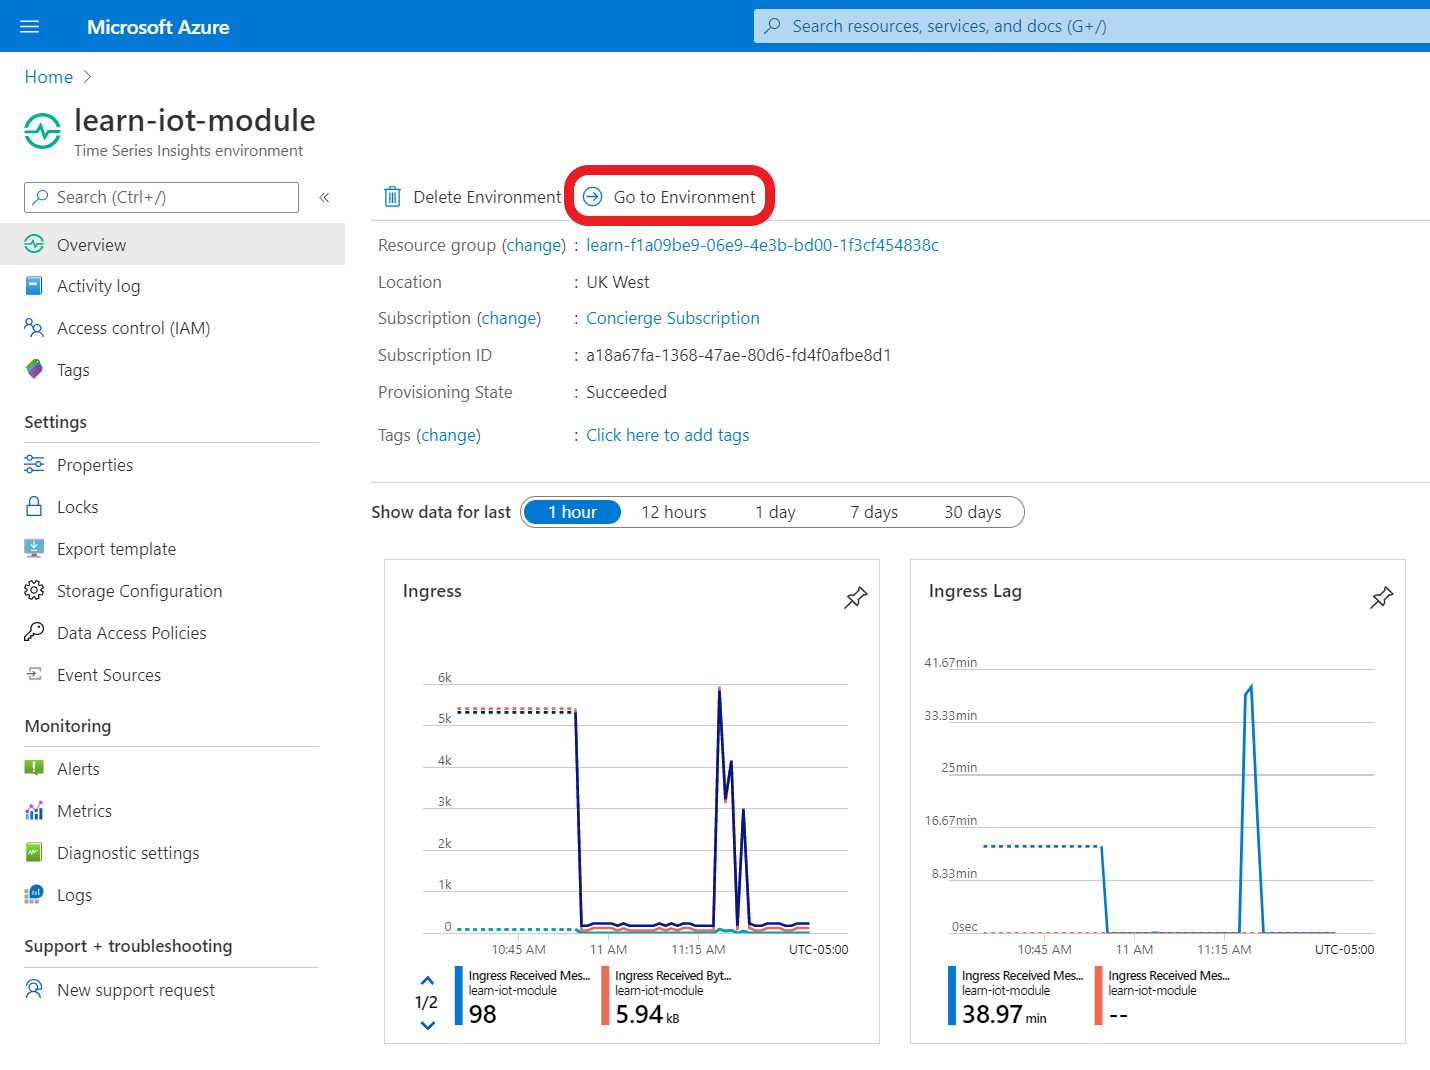 Microsoft Azure
Search resources, services, and docs (G+/)
Home
learn-iot-module
Time Series Insights environment
Search (Ctrl+/)
«
Delete Environment
Go to Environment
Overview
Activity log
Access control (IAM)
Tags
Settings
Properties
Locks
Export template
Storage Configuration
Data Access Policies
Event Sources
Monitoring
Alerts
Metrics
Diagnostic settings
Logs
Support + troubleshooting
New support request
Resource group (change) : learn-f1a09be9-06e9-4e3b-bd00-1f3cf454838c
Location : UK West
Subscription (change) : Concierge Subscription
Subscription ID : a18a67fa-1368-47ae-80d6-fd4f0afbe8d1
Provisioning State : Succeeded
Tags (change) : Click here to add tags
Show data for last 1 hour 12 hours 1 day 7 days 30 days
Ingress
6k
5k
4k
3k
2k
1k
0
10:45 AM 11 AM 11:15 AM UTC-05:00
1/2
Ingress Received Mes...
learn-iot-module
98
Ingress Received Byt...
learn-iot-module
5.94 kB
Ingress Lag
41.67min
33.33min
25min
16.67min
8.33min
0sec
10:45 AM 11 AM 11:15 AM UTC-05:00
Ingress Received Mes...
learn-iot-module
38.97 min
Ingress Received Mes...
learn-iot-module
--